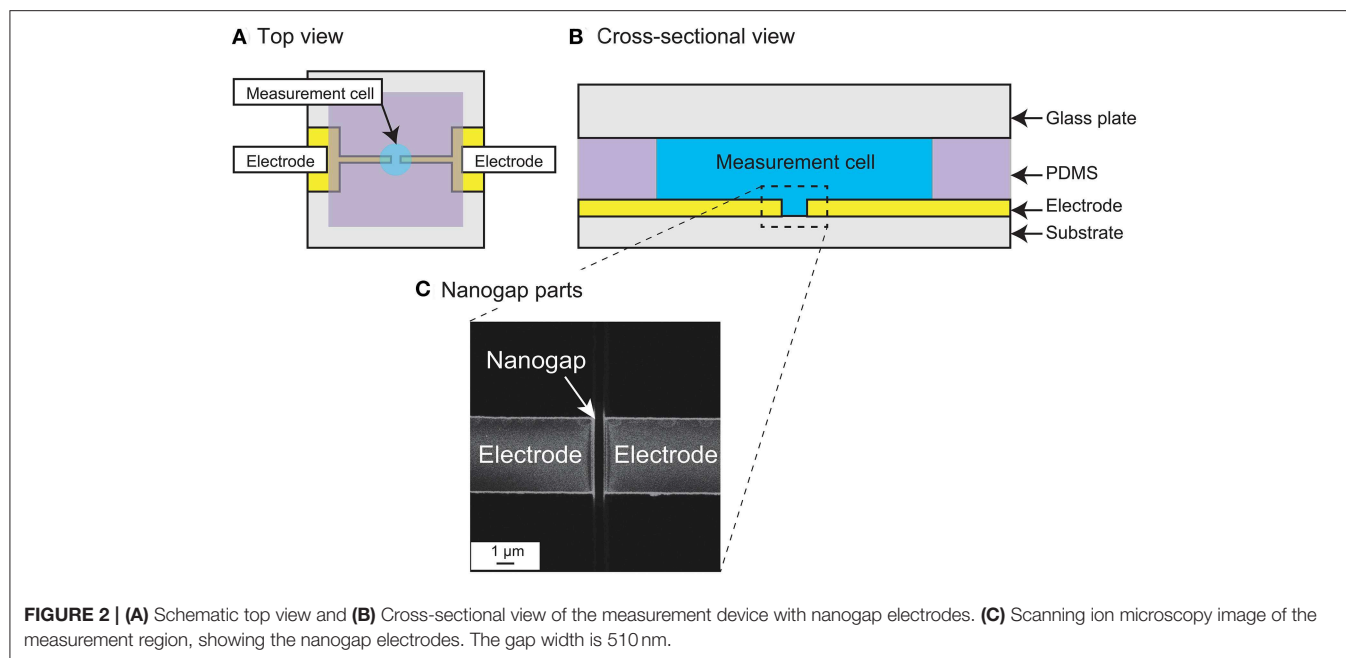 A Top view
Measurement cell
Electrode
Electrode
B Cross-sectional view
Measurement cell
Glass plate
PDMS
Electrode
Substrate
C Nanogap parts
Nanogap
Electrode
Electrode
1 µm
FIGURE 2 | (A) Schematic top view and (B) Cross-sectional view of the measurement device with nanogap electrodes. (C) Scanning ion microscopy image of the
measurement region, showing the nanogap electrodes. The gap width is 510 nm.